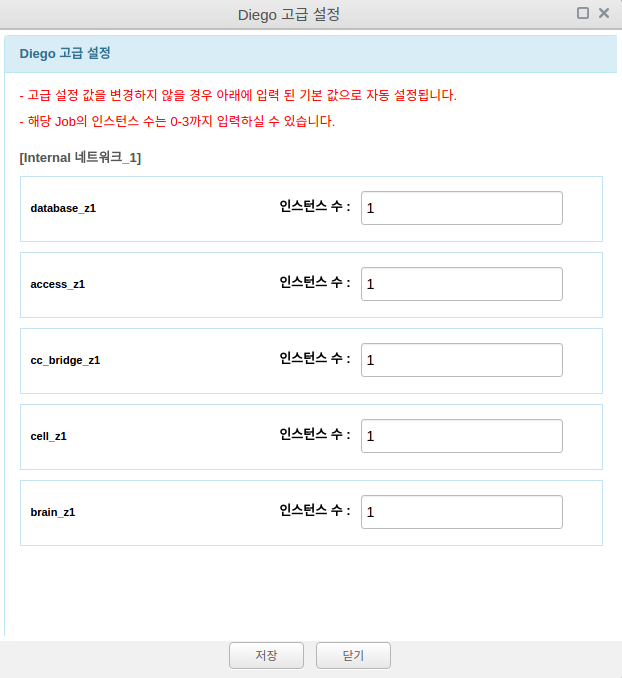 Diego 고급 설정
Diego 고급 설정
- 고급 설정 값을 변경하지 않을 경우 아래에 입력 된 기본 값으로 자동 설정됩니다.
- 해당 Job의 인스턴스 수는 0-3까지 입력하실 수 있습니다.
[Internal 네트워크_1]
database_z1 인스턴스 수 : 1
access_z1 인스턴스 수 : 1
cc_bridge_z1 인스턴스 수 : 1
cell_z1 인스턴스 수 : 1
brain_z1 인스턴스 수 : 1
저장 닫기